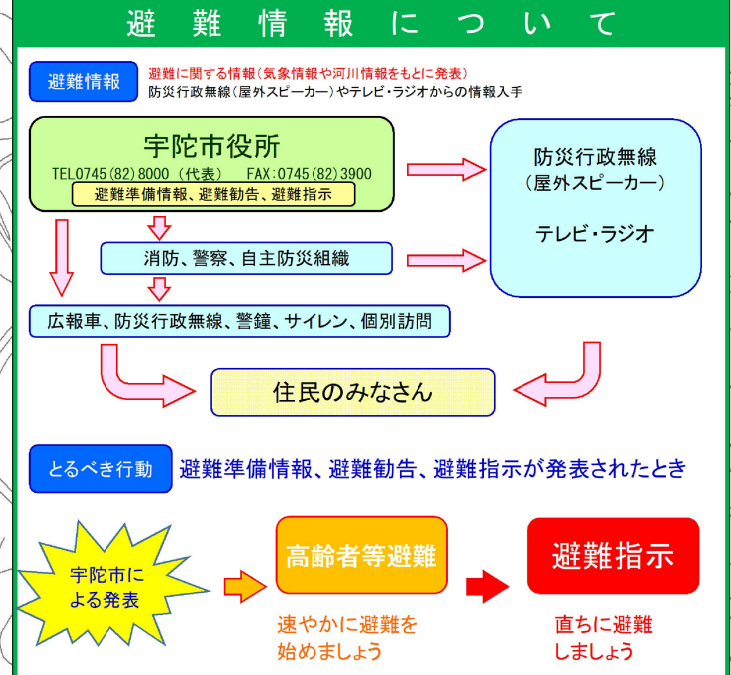 避難情報について
避難情報
避難に関する情報(気象情報や河川情報をもとに発表)
防災行政無線(屋外スピーカー)やテレビ・ラジオからの情報入手
宇陀市役所
TEL0745(82)8000 (代表) FAX:0745(82)3900
避難準備情報、避難勧告、避難指示
防災行政無線
(屋外スピーカー)
テレビ・ラジオ
消防、警察、自主防災組織
広報車、防災行政無線、警鐘、サイレン、個別訪問
住民のみなさん
とるべき行動
避難準備情報、避難勧告、避難指示が発表されたとき
宇陀市に
よる発表
高齢者等避難
速やかに避難を
始めましょう
避難指示
直ちに避難
しましょう